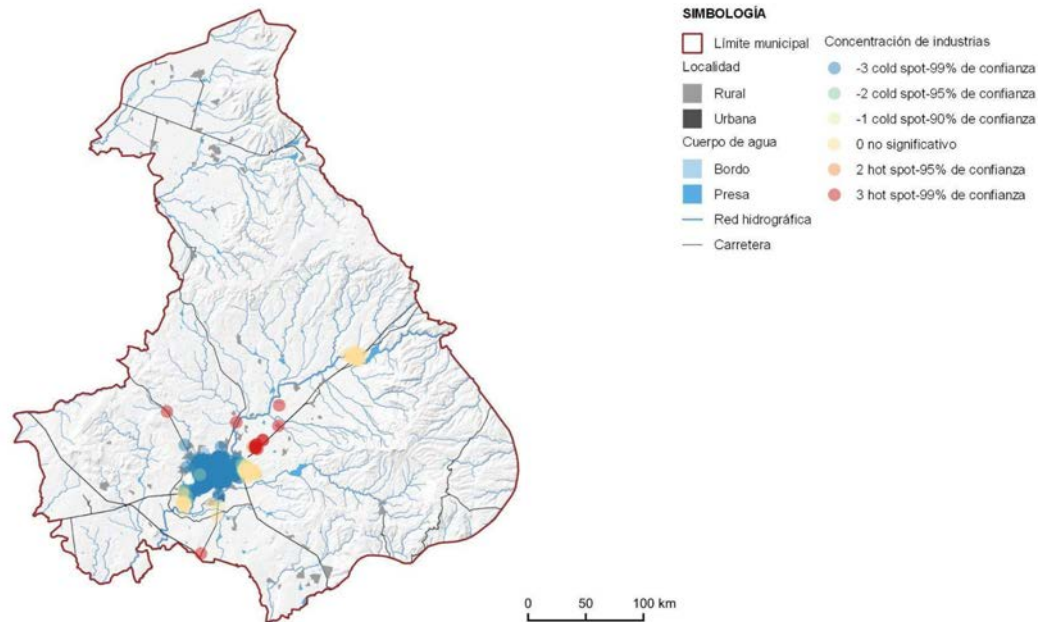 SIMBOLOGÍA
Límite municipal
Localidad
Rural
Urbana
Cuerpo de agua
Bordo
Presa
Red hidrográfica
Carretera
Concentración de industrias
-3 cold spot-99% de confianza
-2 cold spot-95% de confianza
-1 cold spot-90% de confianza
0 no significativo
2 hot spot-95% de confianza
3 hot spot-99% de confianza
0 50 100 km